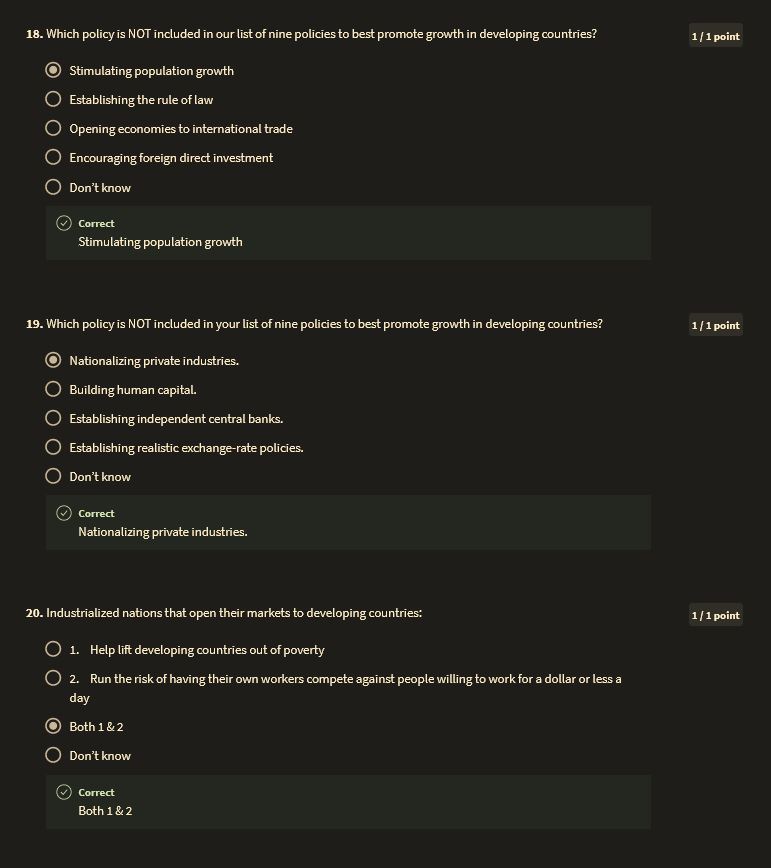 18. Which policy is NOT included in our list of nine policies to best promote growth in developing countries?
1 / 1 point
Stimulating population growth
Establishing the rule of law
Opening economies to international trade
Encouraging foreign direct investment
Don't know
Correct
Stimulating population growth
19. Which policy is NOT included in your list of nine policies to best promote growth in developing countries?
1 / 1 point
Nationalizing private industries.
Building human capital.
Establishing independent central banks.
Establishing realistic exchange-rate policies.
Don't know
Correct
Nationalizing private industries.
20. Industrialized nations that open their markets to developing countries:
1 / 1 point
1. Help lift developing countries out of poverty
2. Run the risk of having their own workers compete against people willing to work for a dollar or less a
day
Both 1 & 2
Don't know
Correct
Both 1 & 2